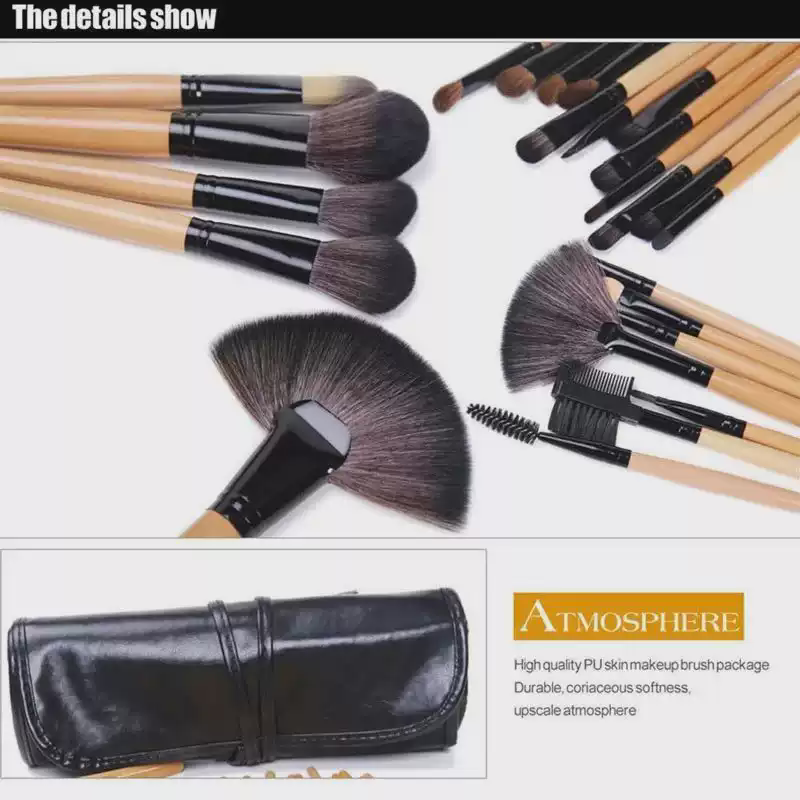 The details show
ATMOSPHERE
High quality PU skin makeup brush package
Durable, coriaceous softness,
upscale atmosphere